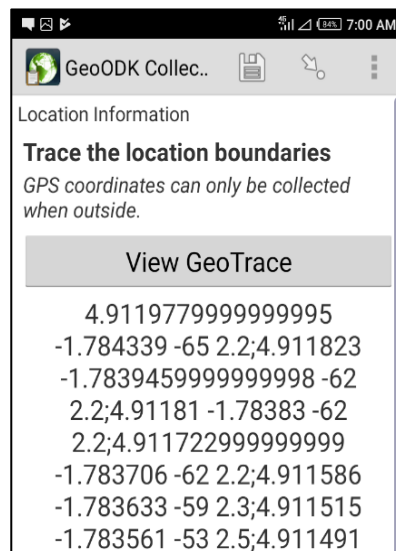 84% 7:00 AM
GeoODK Collec..
Location Information
Trace the location boundaries
GPS coordinates can only be collected
when outside.
View GeoTrace
4.9119779999999995
-1.784339 -65 2.2;4.911823
-1.7839459999999998 -62
2.2;4.91181 -1.78383 -62
2.2;4.911722999999999
-1.783706 -62 2.2;4.911586
-1.783633 -59 2.3;4.911515
-1.783561 -53 2.5;4.911491